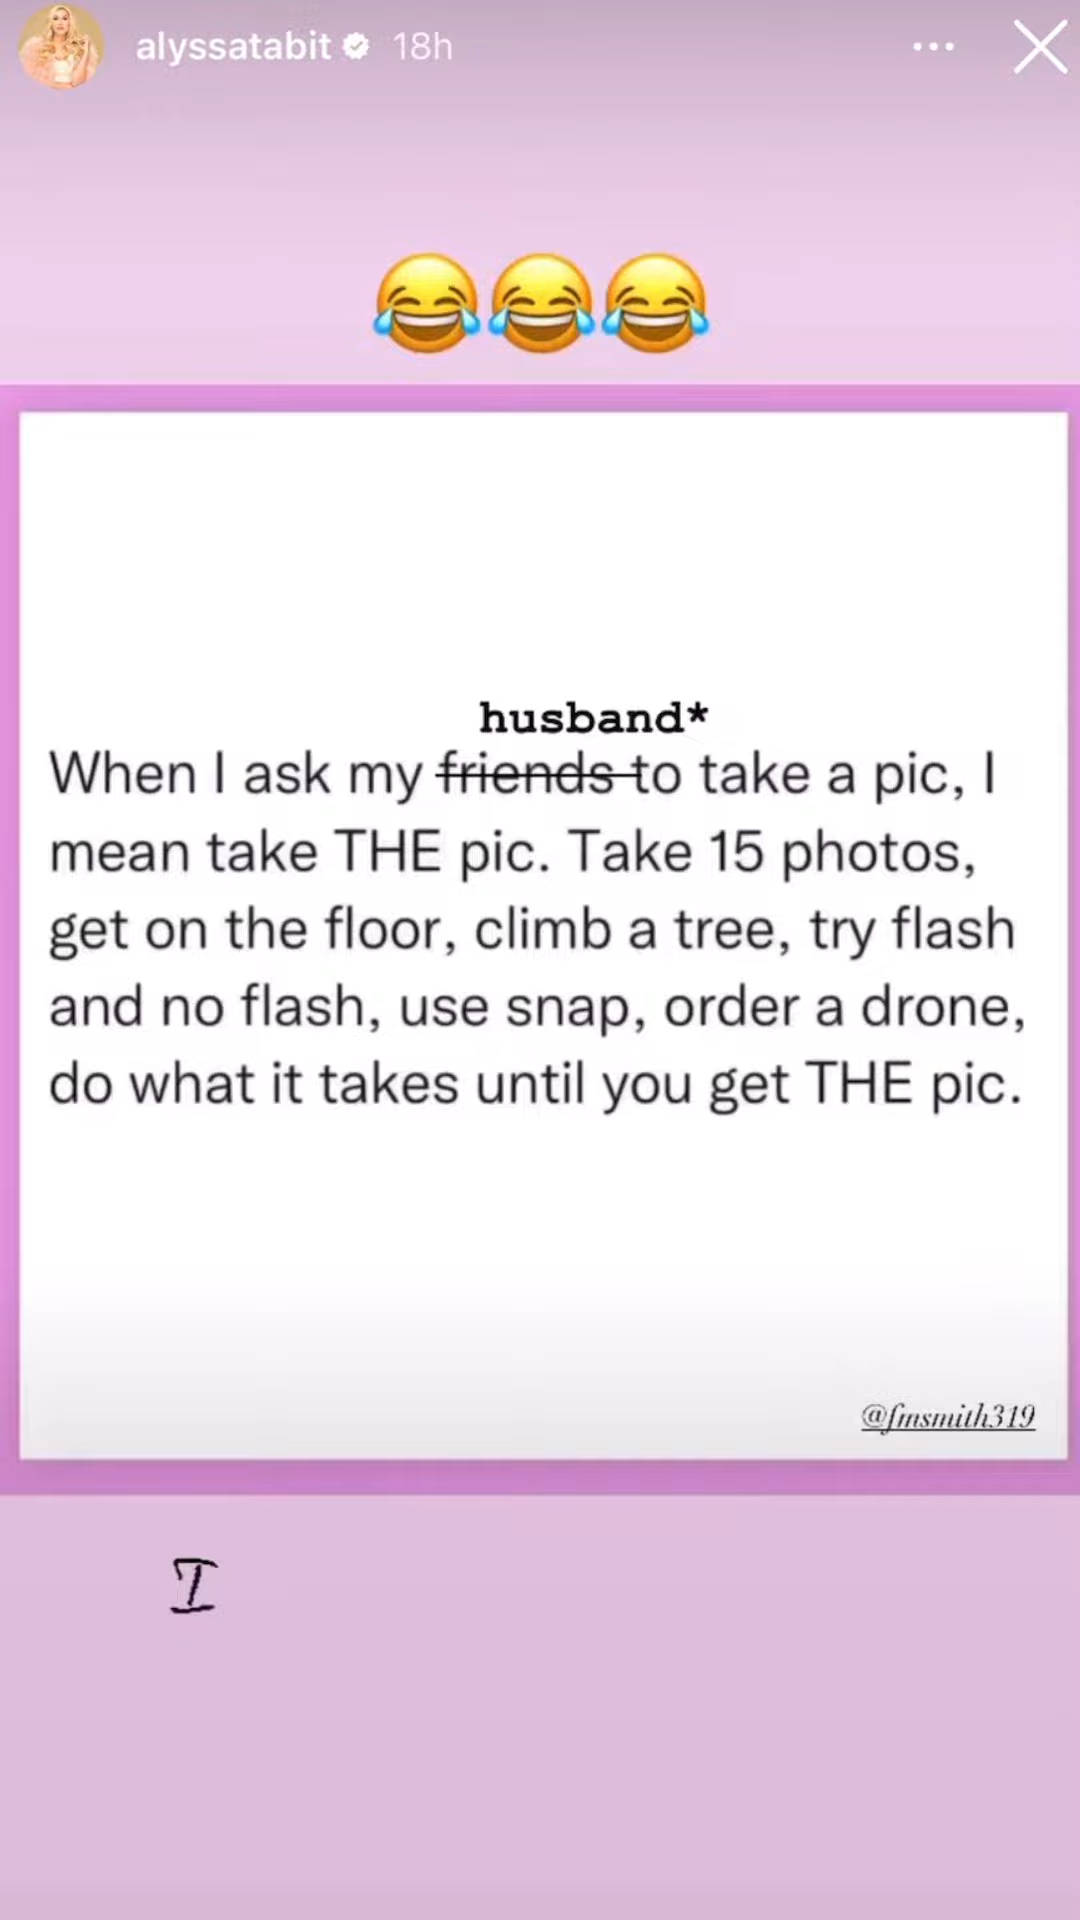 alyssatabit 18h
😂😂😂
husband*
When I ask my friends to take a pic, I
mean take THE pic. Take 15 photos,
get on the floor, climb a tree, try flash
and no flash, use snap, order a drone,
do what it takes until you get THE pic.
@fmsmith319
I